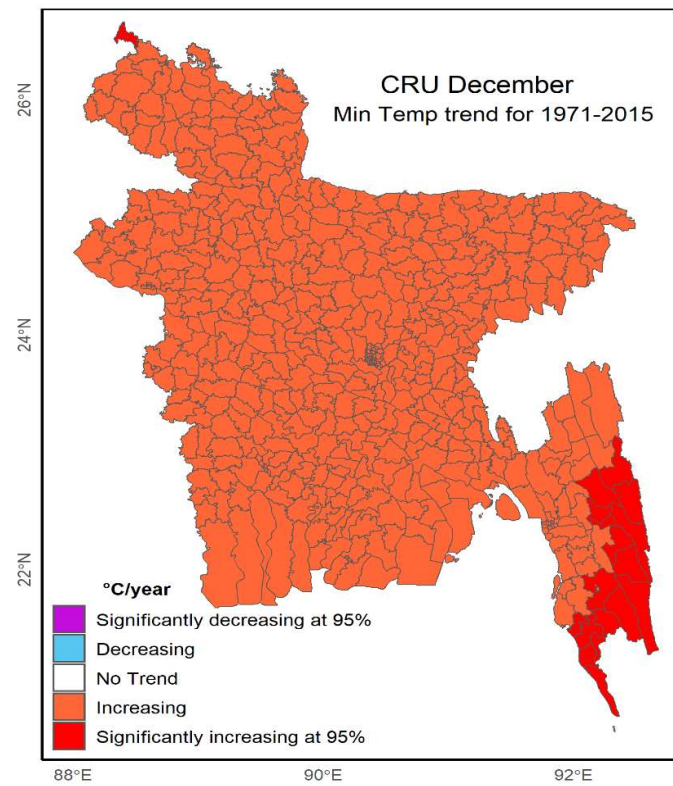 CRU December
Min Temp trend for 1971-2015
26°N
24°N
22°N
°C/year
Significantly decreasing at 95%
Decreasing
No Trend
Increasing
Significantly increasing at 95%
88°E
90°E
92°E